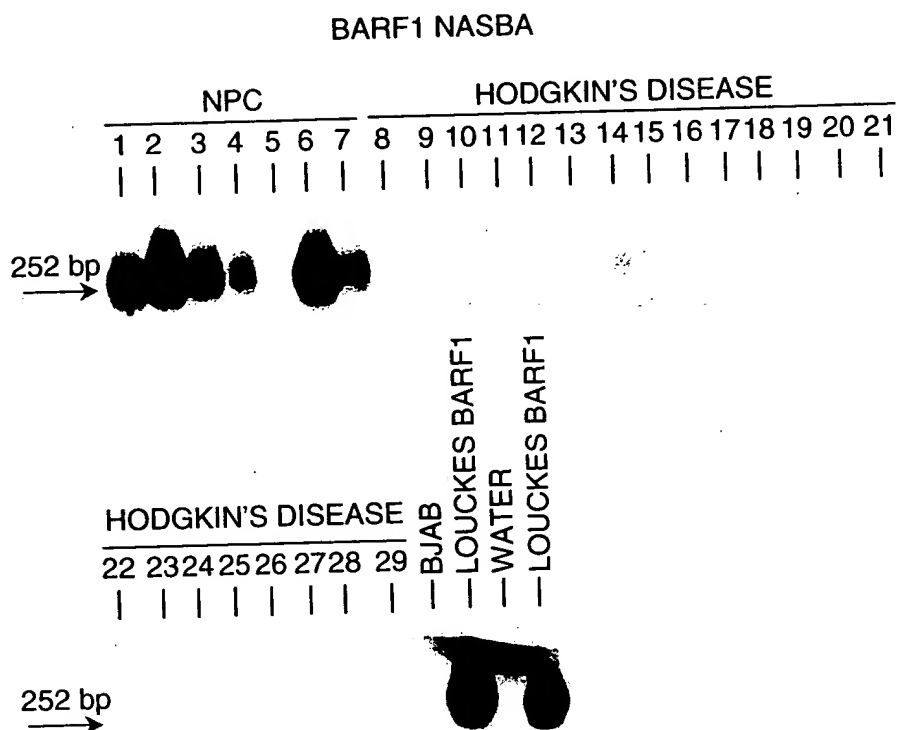 BARF1 NASBA
NPC HODGKIN'S DISEASE
1 2 3 4 5 6 7 8 9 10 11 12 13 14 15 16 17 18 19 20 21
252 bp
HODGKIN'S DISEASE
BJAB
LOUCKES BARF1
WATER
LOUCKES BARF1
22 23 24 25 26 27 28 29
252 bp